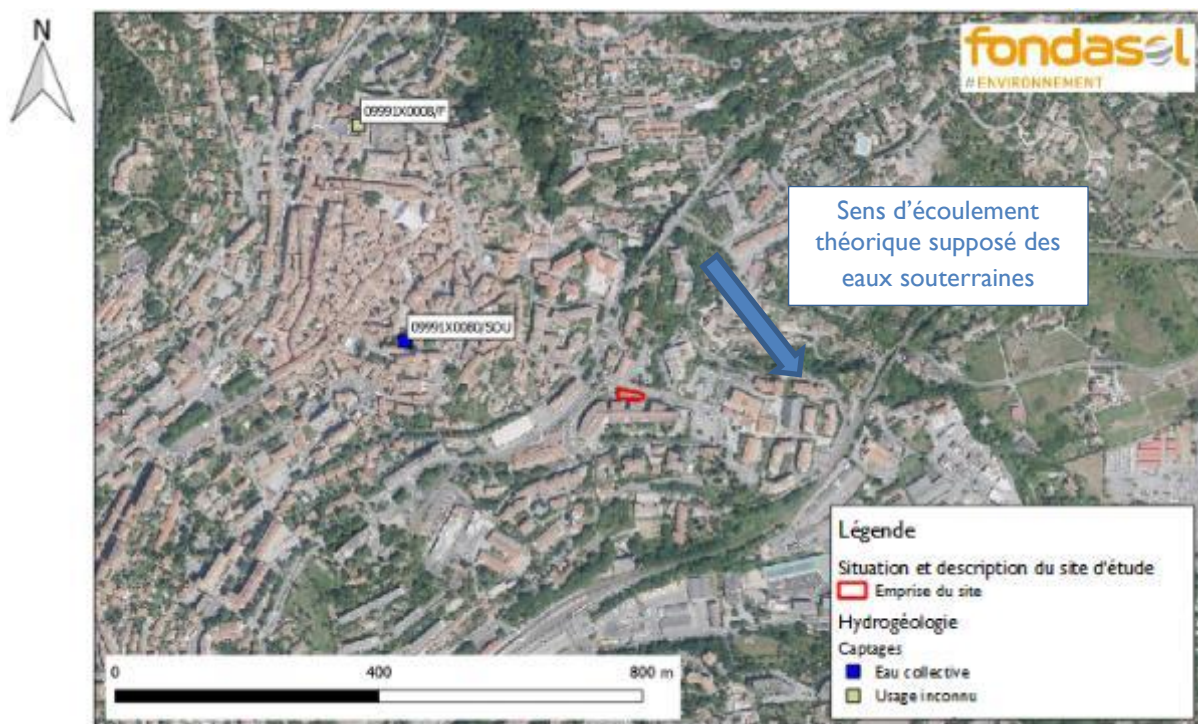 N
fondasol
#ENVIRONNEMENT
09991X0008/F
Sens d'écoulement
théorique supposé des
eaux souterraines
09991X0080/SOU
Légende
Situation et description du site d'étude
Emprise du site
Hydrogéologie
Captages
Eau collective
Usage inconnu
0 400 800 m